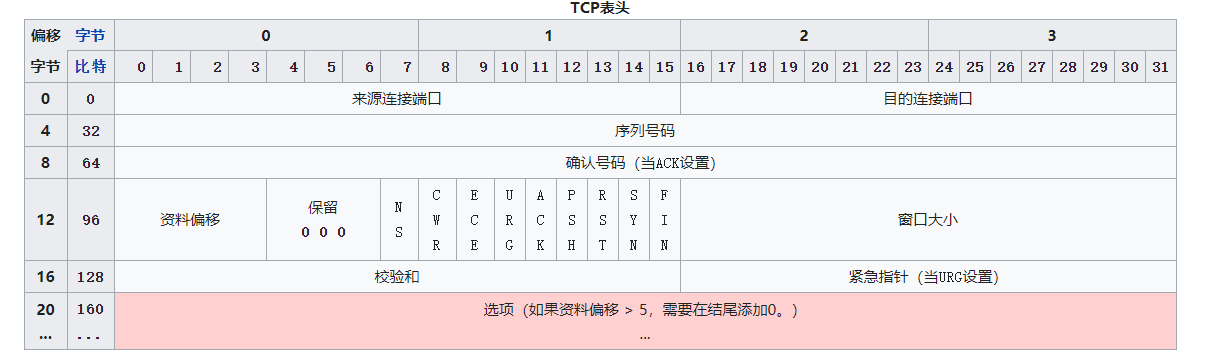 TCP表头
偏移 字节 0 1 2 3
字节 比特 0 1 2 3 4 5 6 7 8 9 10 11 12 13 14 15 16 17 18 19 20 21 22 23 24 25 26 27 28 29 30 31
0 0 来源连接端口 目的连接端口
4 32 序列号码
8 64 确认号码（当ACK设置）
12 96 资料偏移 保留 0 0 0 NS CWR ECE URG ACK PSH RST SYN FIN 窗口大小
16 128 校验和 紧急指针（当URG设置）
20 160 选项（如果资料偏移 > 5，需要在结尾添加0。）
... ... ...